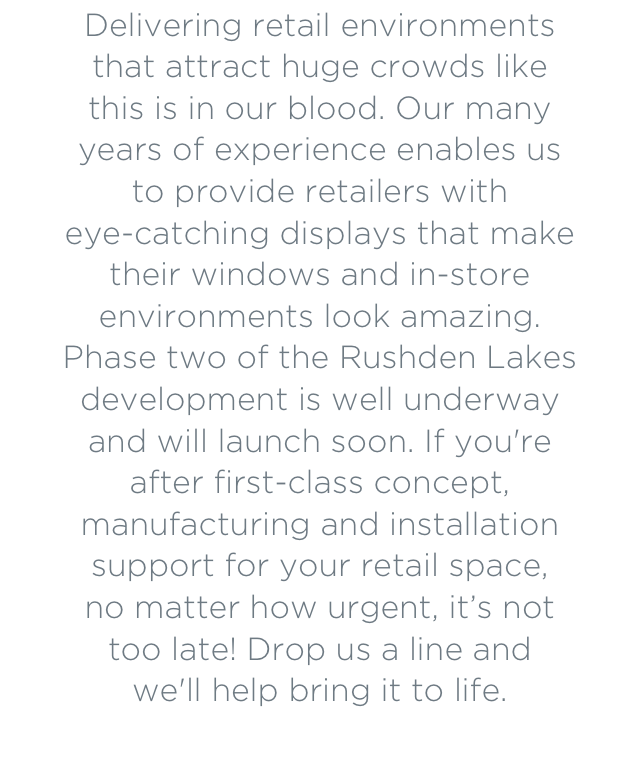 Delivering retail environments
that attract huge crowds like
this is in our blood. Our many
years of experience enables us
to provide retailers with
eye-catching displays that make
their windows and in-store
environments look amazing.
Phase two of the Rushden Lakes
development is well underway
and will launch soon. If you're
after first-class concept,
manufacturing and installation
support for your retail space,
no matter how urgent, it’s not
too late! Drop us a line and
we'll help bring it to life.